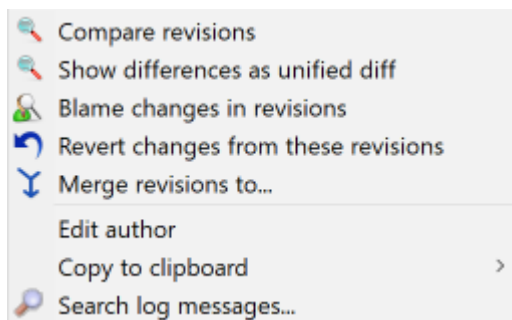 Compare revisions
Show differences as unified diff
Blame changes in revisions
Revert changes from these revisions
Merge revisions to...
Edit author
Copy to clipboard
Search log messages...